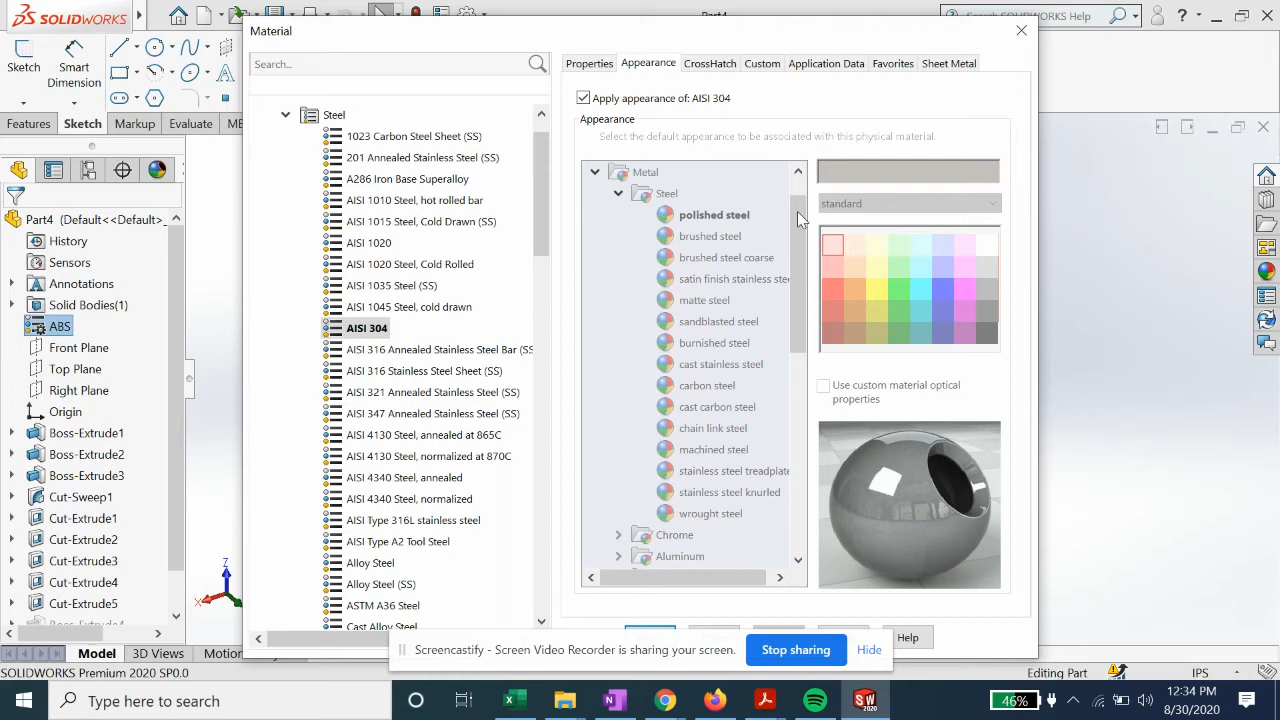 SOLIDWORKS
Part4
Search SOLIDWORKS Help
?
Sketch
Smart
Dimension
Features
Sketch
Markup
Evaluate
Part4 (Default<<Default>
History
Sensors
Annotations
Solid Bodies(1)
ABS
Front Plane
Top Plane
Right Plane
Origin
Boss-Extrude1
Boss-Extrude2
Boss-Extrude3
Cut-Sweep1
Cut-Extrude1
Cut-Extrude2
Cut-Extrude3
Cut-Extrude4
Cut-Extrude5
Material
Search...
Steel
1023 Carbon Steel Sheet (SS)
201 Annealed Stainless Steel (SS)
A286 Iron Base Superalloy
AISI 1010 Steel, hot rolled bar
AISI 1015 Steel, Cold Drawn (SS)
AISI 1020
AISI 1020 Steel, Cold Rolled
AISI 1035 Steel (SS)
AISI 1045 Steel, cold drawn
AISI 304
AISI 316 Annealed Stainless Steel Bar (SS
AISI 316 Stainless Steel Sheet (SS)
AISI 321 Annealed Stainless Steel (SS)
AISI 347 Annealed Stainless Steel (SS)
AISI 4130 Steel, annealed at 865C
AISI 4130 Steel, normalized at 870C
AISI 4340 Steel, annealed
AISI 4340 Steel, normalized
AISI Type 316L stainless steel
AISI Type A2 Tool Steel
Alloy Steel
Alloy Steel (SS)
ASTM A36 Steel
Cast Alloy Steel
Properties
Appearance
CrossHatch
Custom
Application Data
Favorites
Sheet Metal
Apply appearance of: AISI 304
Appearance
Select the default appearance to be associated with this physical material.
Metal
Steel
polished steel
brushed steel
brushed steel coarse
satin finish stainless stee
matte steel
sandblasted steel
burnished steel
cast stainless steel
carbon steel
cast carbon steel
chain link steel
machined steel
stainless steel treadplate
stainless steel knurled
wrought steel
Chrome
Aluminum
standard
Use custom material optical
properties
Help
Screencastify - Screen Video Recorder is sharing your screen.
Stop sharing
Hide
Model
3D Views
SOLIDWORKS Premium 2020 SP0.0
Editing Part
IPS
Type here to search
46%
12:34 PM
8/30/2020